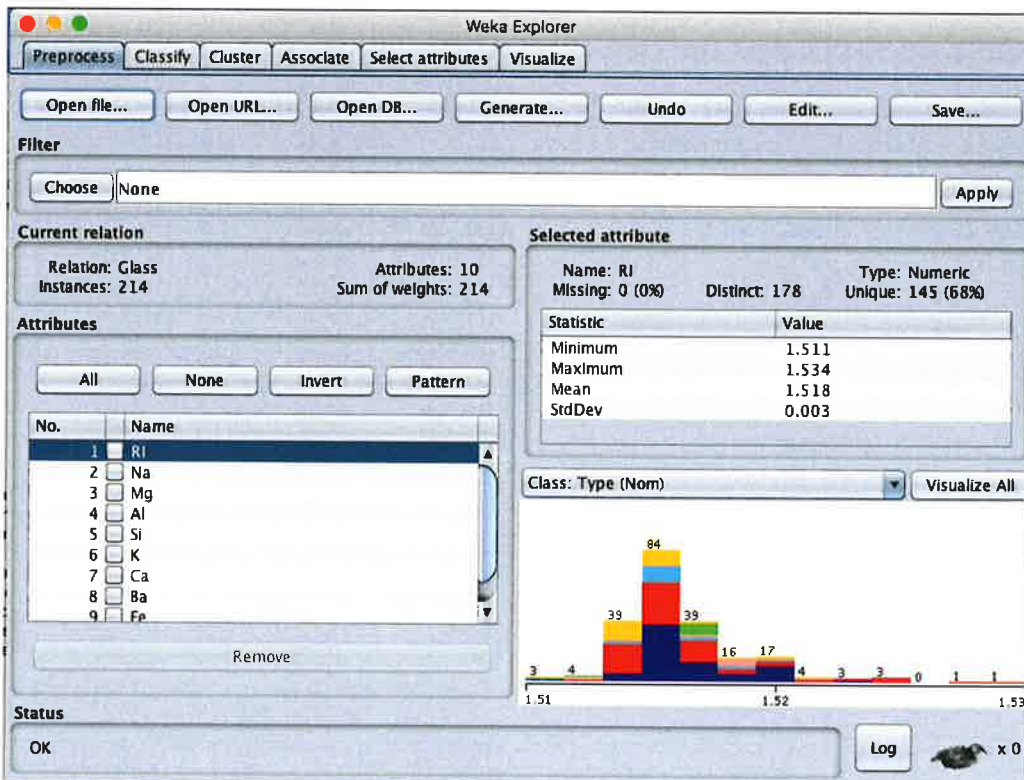 Weka Explorer
Preprocess Classify Cluster Associate Select attributes Visualize
Open file... Open URL... Open DB... Generate... Undo Edit... Save...
Filter
Choose None Apply
Current relation
Relation: Glass Attributes: 10
Instances: 214 Sum of weights: 214
Attributes
All None Invert Pattern
No. Name
1 RI
2 Na
3 Mg
4 Al
5 Si
6 K
7 Ca
8 Ba
9 Fe
Remove
Selected attribute
Name: RI Type: Numeric
Missing: 0 (0%) Distinct: 178 Unique: 145 (68%)
Statistic Value
Minimum 1.511
Maximum 1.534
Mean 1.518
StdDev 0.003
Class: Type (Nom) Visualize All
3 4 39 84 39 16 17 4 3 3 0 1 1
1.51 1.52 1.53
Status
OK Log x 0